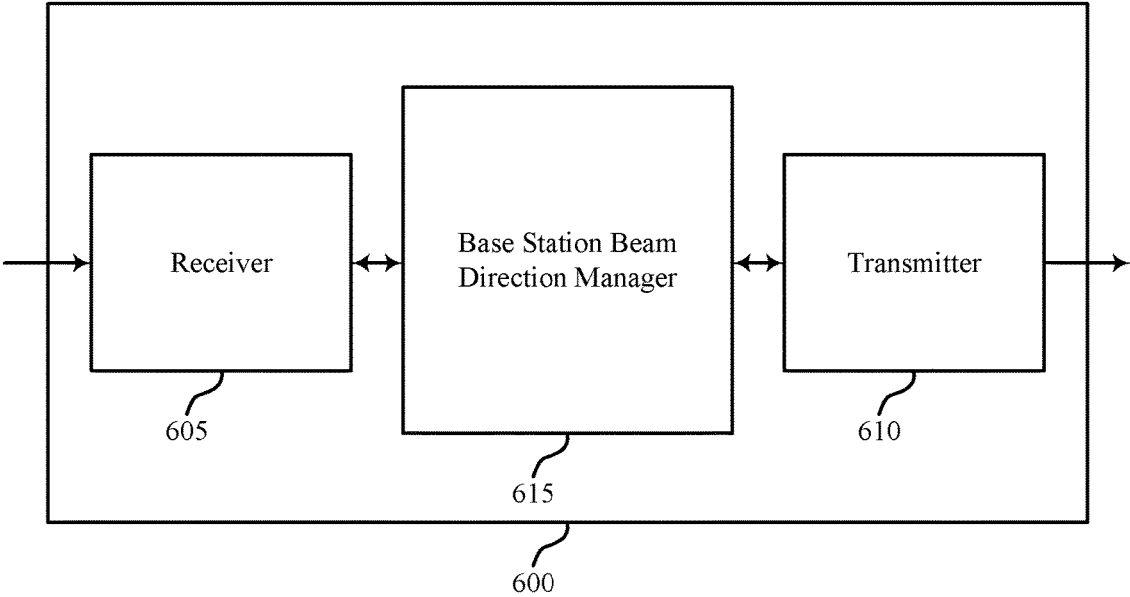 Receiver
Base Station Beam
Direction Manager
Transmitter
605
610
615
600